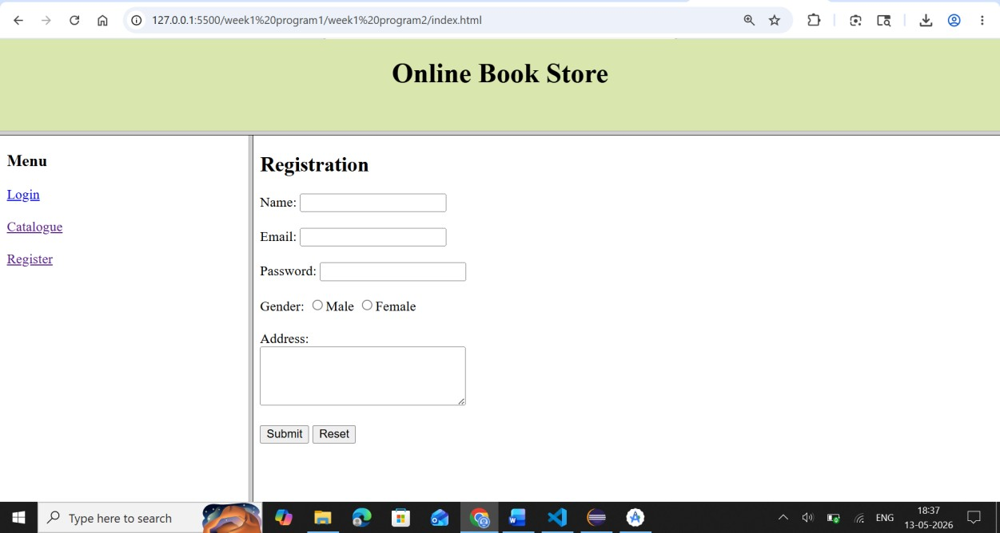 127.0.0.1:5500/week1%20program1/week1%20program2/index.html
Online Book Store
Menu
Login
Catalogue
Register
Registration
Name:
Email:
Password:
Gender: Male Female
Address:
Submit Reset
Type here to search
ENG
18:37
13-05-2026